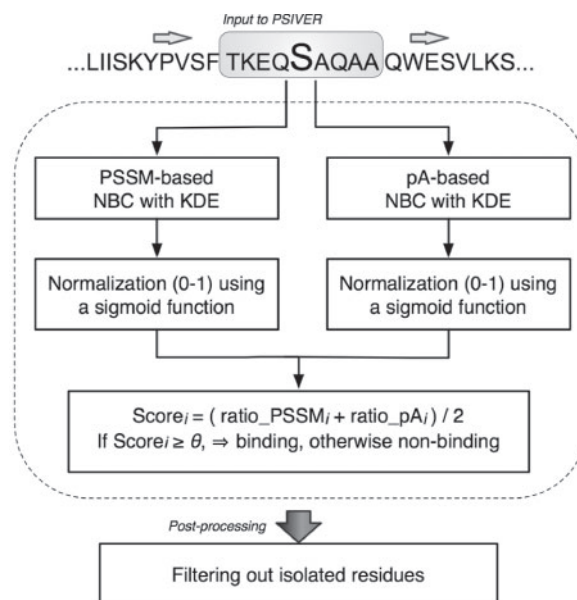 Input to PSIVER
...LIISKYPVSF TKEQSAQAA QWESVLKS...
PSSM-based
NBC with KDE
pA-based
NBC with KDE
Normalization (0-1) using
a sigmoid function
Normalization (0-1) using
a sigmoid function
Scoreᵢ = ( ratio_PSSMᵢ + ratio_pAᵢ ) / 2
If Scoreᵢ ≥ θ, ⇒ binding, otherwise non-binding
Post-processing
Filtering out isolated residues